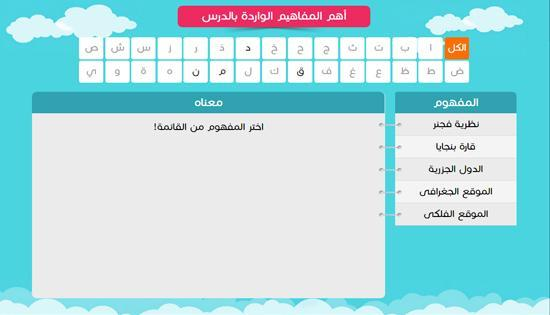 أهم المفاهيم الواردة بالدرس
الكل ا ب ت ث ج ح خ د ذ ر ز س ش ص
ض ط ظ ع غ ف ق ك ل م ن ه ة و ي
المفهوم
نظرية فجنر
قارة بنجايا
الدول الجزرية
الموقع الجغرافى
الموقع الفلكى
معناه
اختر المفهوم من القائمة!